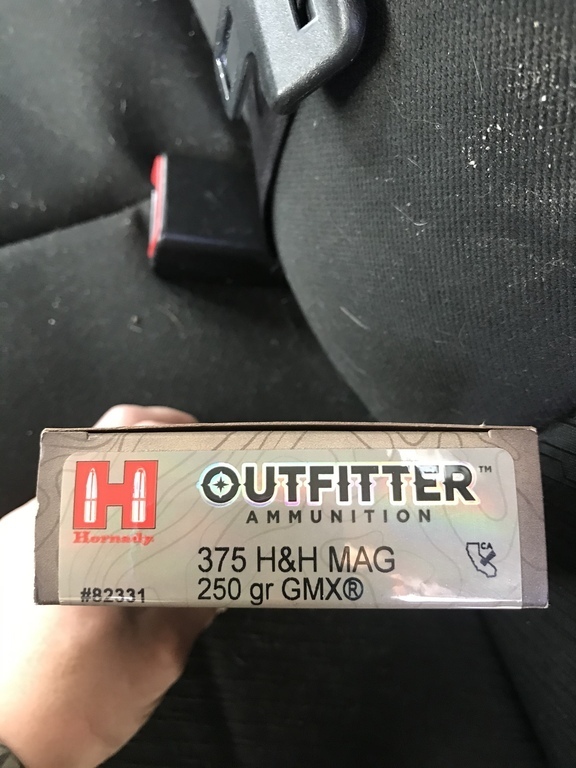 OUTFITTER™
AMMUNITION
Hornady
375 H&H MAG
CA
#82331
250 gr GMX®